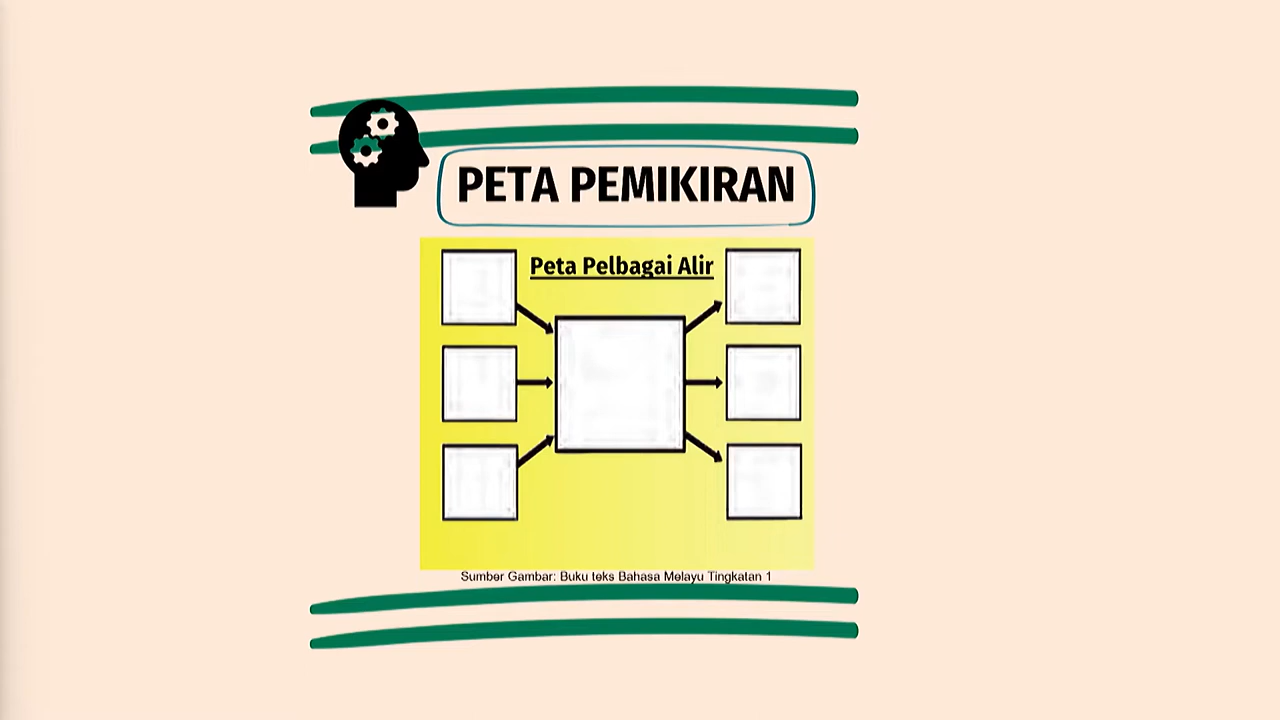 PETA PEMIKIRAN
Peta Pelbagai Alir
Sumber Gambar: Buku teks Bahasa Melayu Tingkatan 1